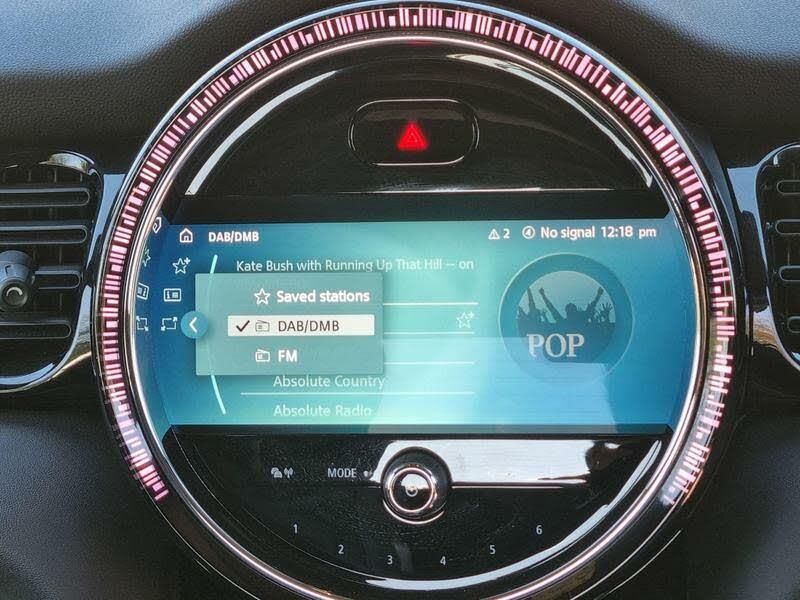 DAB/DMB
2 No signal 12:18 pm
Kate Bush with Running Up That Hill -- on
Saved stations
DAB/DMB
FM
POP
Absolute Country
Absolute Radio
MODE
1 2 3 4 5 6